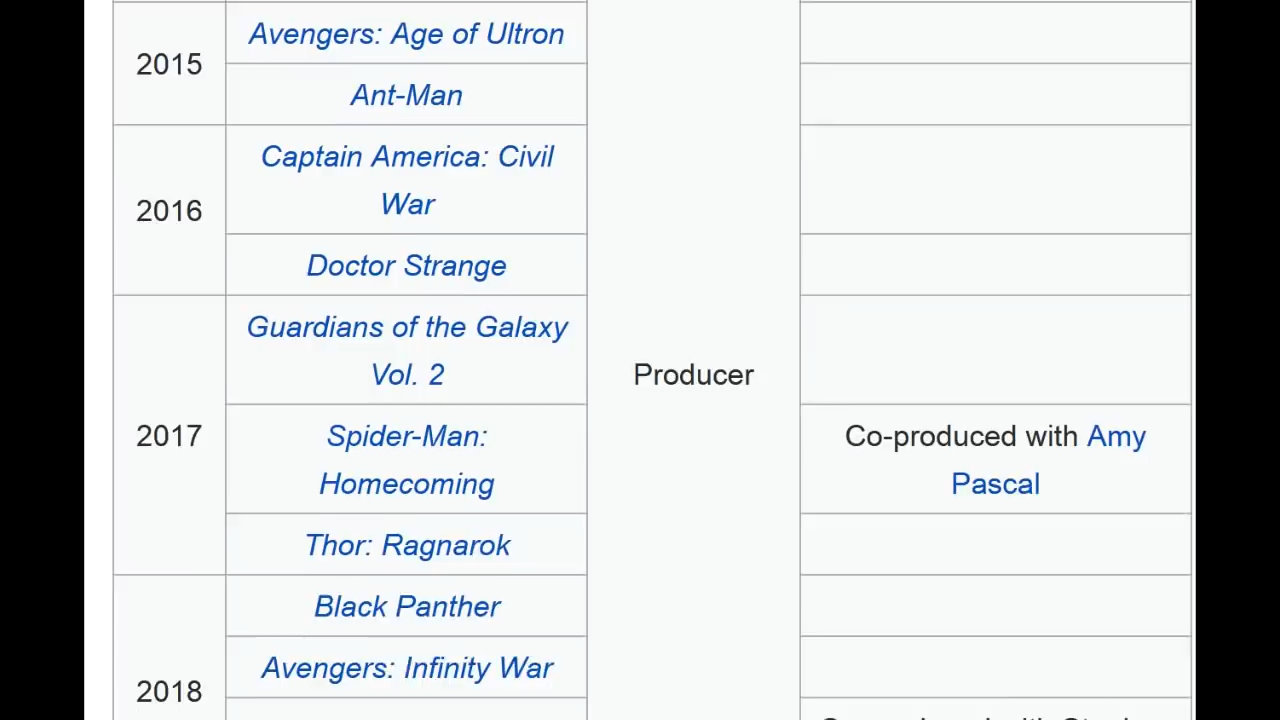 2015
Avengers: Age of Ultron
Ant-Man
2016
Captain America: Civil
War
Doctor Strange
2017
Guardians of the Galaxy
Vol. 2
Producer
Spider-Man:
Homecoming
Co-produced with Amy
Pascal
Thor: Ragnarok
2018
Black Panther
Avengers: Infinity War